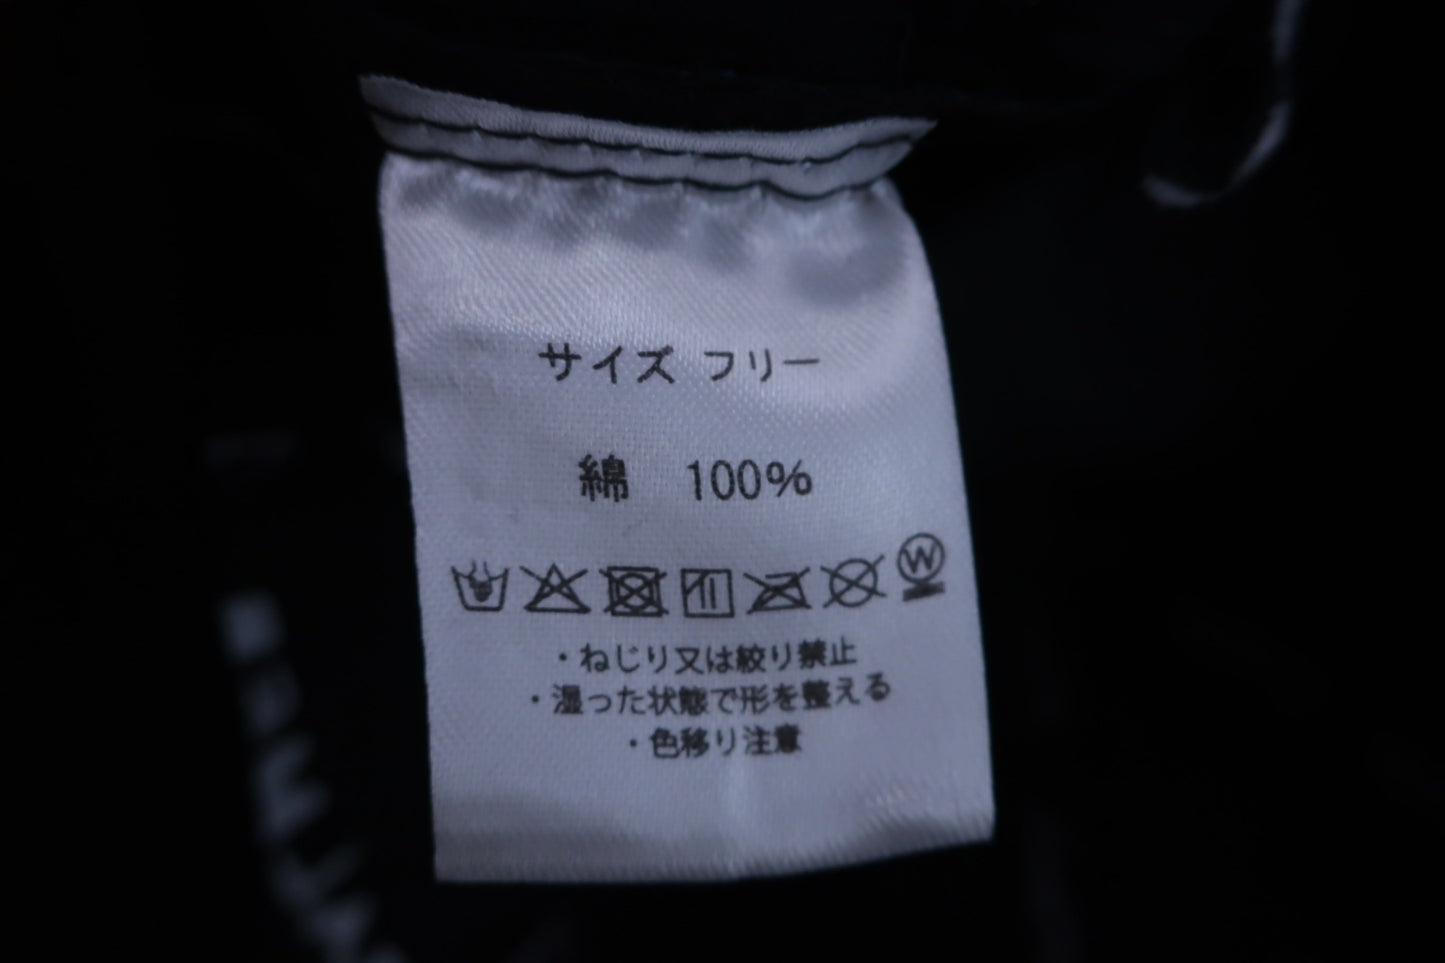 サイズ フリー
綿　100%
W
・ねじり又は絞り禁止
・湿った状態で形を整える
・色移り注意